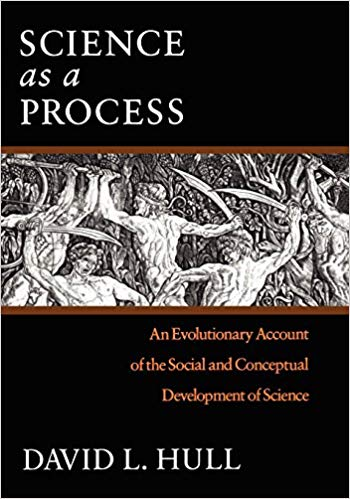 SCIENCE
as a
PROCESS
An Evolutionary Account
of the Social and Conceptual
Development of Science
DAVID L. HULL